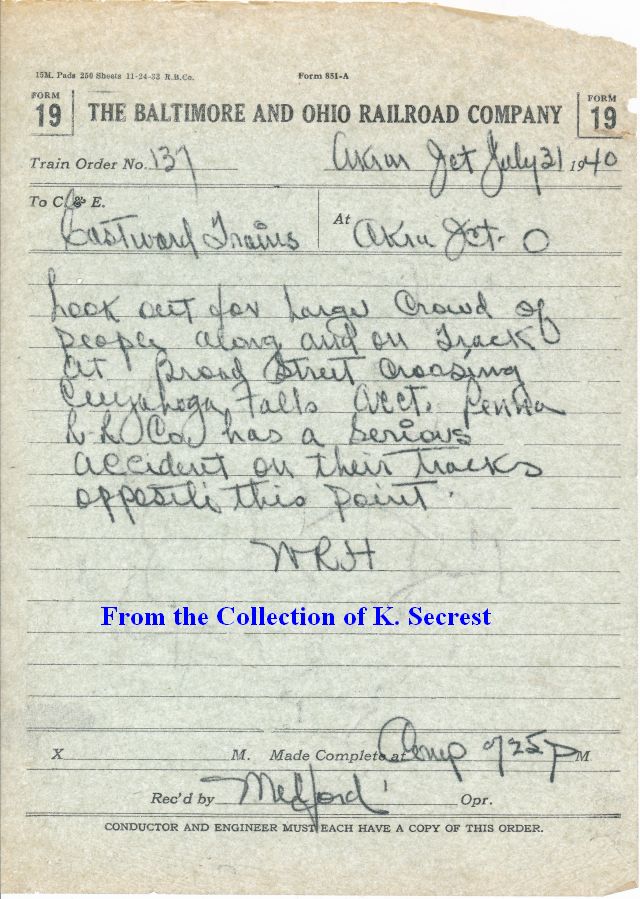 15M. Pads 250 Sheets 11-24-33 R.B.Co. Form 851-A
FORM 19 THE BALTIMORE AND OHIO RAILROAD COMPANY FORM 19
Train Order No. 137 Akron Jct July 31 1940
To C. & E. At Akron Jct. O
Eastward Trains
Look out for Large Crowd of
people along and on Track
at Broad Street Crossing
Cuyahoga Falls acct. Penna
R.R. Co. has a serious
accident on their tracks
opposite this point.
WRH
From the Collection of K. Secrest
X M. Made Complete at Comp 725 P M
Rec'd by Medford Opr.
CONDUCTOR AND ENGINEER MUST EACH HAVE A COPY OF THIS ORDER.